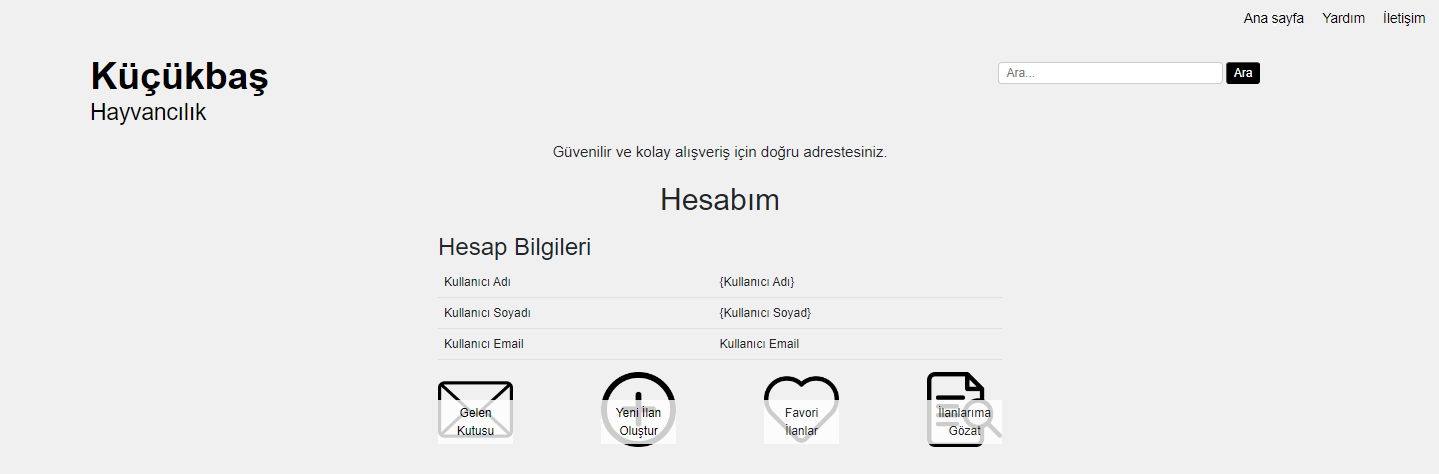 Ana sayfa Yardım İletişim
Küçükbaş
Hayvancılık
Ara... Ara
Güvenilir ve kolay alışveriş için doğru adrestesiniz.
Hesabım
Hesap Bilgileri
Kullanıcı Adı {Kullanıcı Adı}
Kullanıcı Soyadı {Kullanıcı Soyad}
Kullanıcı Email Kullanıcı Email
Gelen
Kutusu
Yeni İlan
Oluştur
Favori
İlanlar
İlanlarıma
Gözat